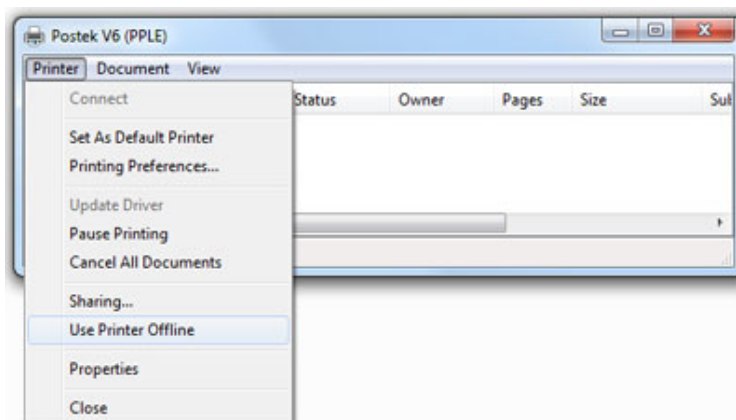 Postek V6 (PPLE)
Printer Document View
Connect
Status Owner Pages Size
Set As Default Printer
Printing Preferences...
Update Driver
Pause Printing
Cancel All Documents
Sharing...
Use Printer Offline
Properties
Close